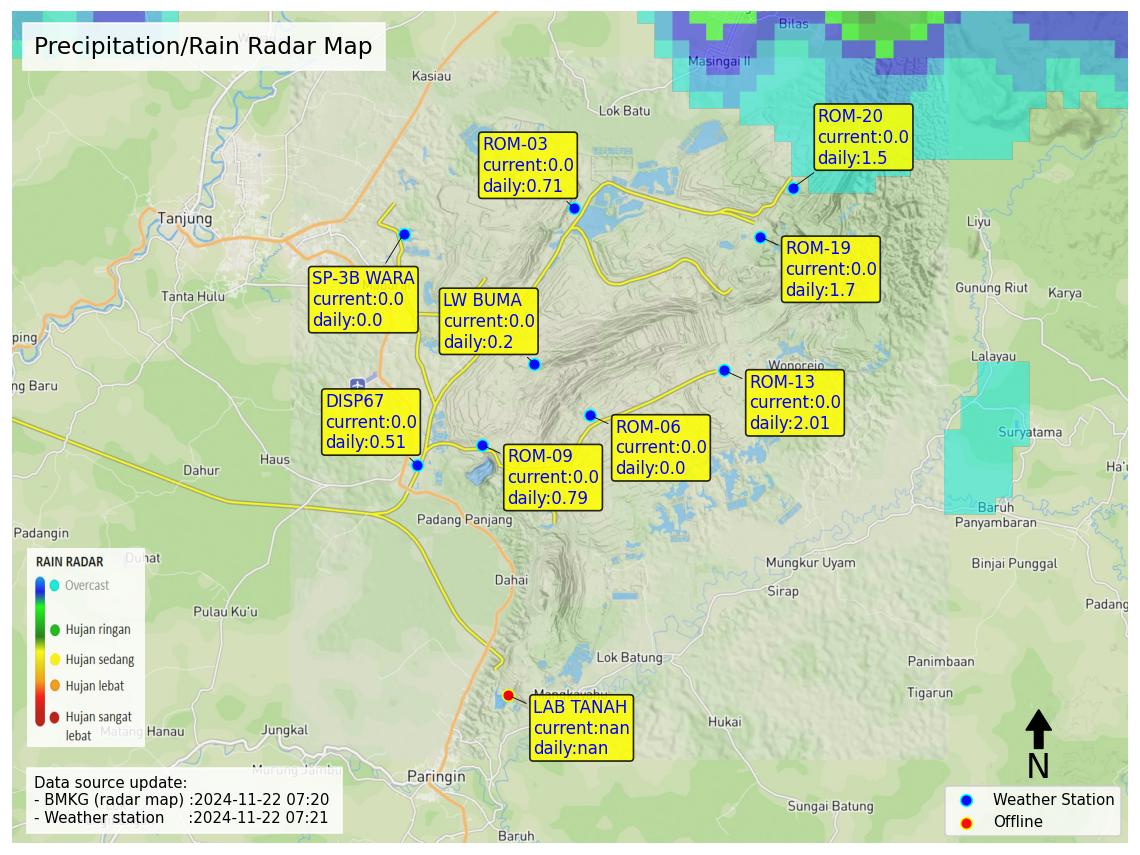 Precipitation/Rain Radar Map
Bilas
Masingai II
Kasiau
Lok Batu
ROM-20
current:0.0
daily:1.5
ROM-03
current:0.0
daily:0.71
Tanjung
Liyu
ROM-19
current:0.0
daily:1.7
SP-3B WARA
current:0.0
daily:0.0
Tanta Hulu
LW BUMA
current:0.0
daily:0.2
Gunung Riut
Karya
ping
Lalayau
Wonorejo
ng Baru
ROM-13
current:0.0
daily:2.01
DISP67
current:0.0
daily:0.51
ROM-06
current:0.0
daily:0.0
Suryatama
ROM-09
current:0.0
daily:0.79
Haus
Dahur
Ha'u
Baruh
Panyambaran
Padang Panjang
Padangin
Duhat
Mungkur Uyam
Binjai Punggal
RAIN RADAR
Overcast
Hujan ringan
Hujan sedang
Hujan lebat
Hujan sangat
lebat
Dahai
Sirap
Padang
Pulau Ku'u
Lok Batung
Panimbaan
Tigarun
Mangkayahu
LAB TANAH
current:nan
daily:nan
Hukai
Matang Hanau
Jungkal
Murung Jambu
Paringin
N
Data source update:
- BMKG (radar map) :2024-11-22 07:20
- Weather station :2024-11-22 07:21
Sungai Batung
Weather Station
Offline
Baruh